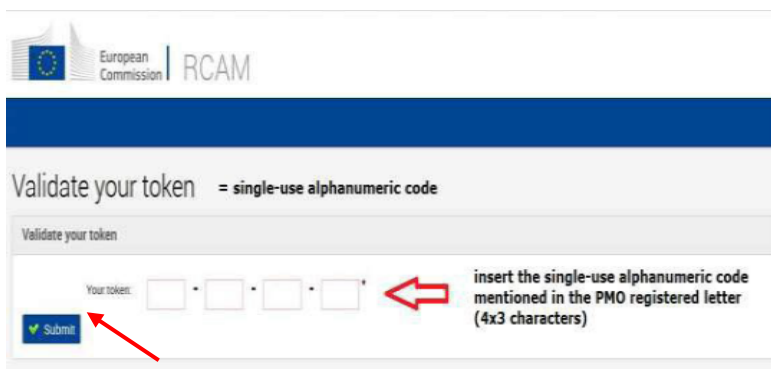 European
Commission
RCAM
Validate your token = single-use alphanumeric code
Validate your token
Your token: - - - *
insert the single-use alphanumeric code
mentioned in the PMO registered letter
(4x3 characters)
Submit